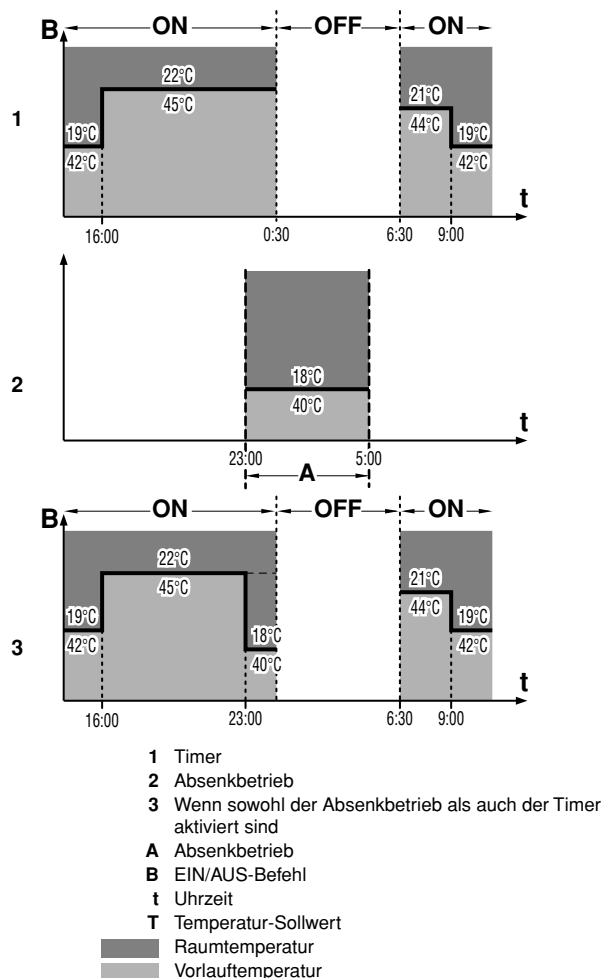 B ON OFF ON
22°C
45°C
21°C
44°C
1
19°C
42°C
19°C
42°C
t
16:00 0:30 6:30 9:00
2
18°C
40°C
t
23:00 5:00
A
B ON OFF ON
22°C
45°C
21°C
44°C
19°C
42°C
18°C
40°C
19°C
42°C
3
t
16:00 23:00 6:30 9:00
1 Timer
2 Absenkbetrieb
3 Wenn sowohl der Absenkbetrieb als auch der Timer
aktiviert sind
A Absenkbetrieb
B EIN/AUS-Befehl
t Uhrzeit
T Temperatur-Sollwert
Raumtemperatur
Vorlauftemperatur